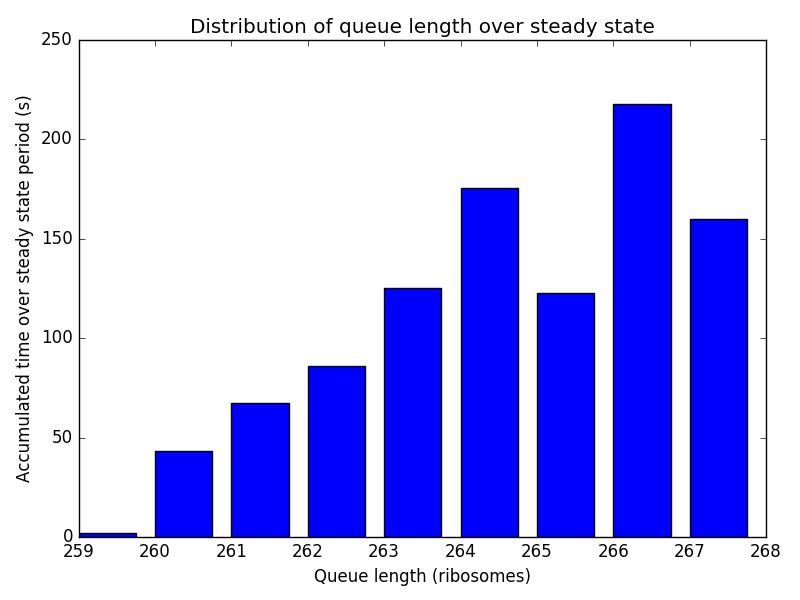 Distribution of queue length over steady state
Accumulated time over steady state period (s)
250
200
150
100
50
0
259 260 261 262 263 264 265 266 267 268
Queue length (ribosomes)